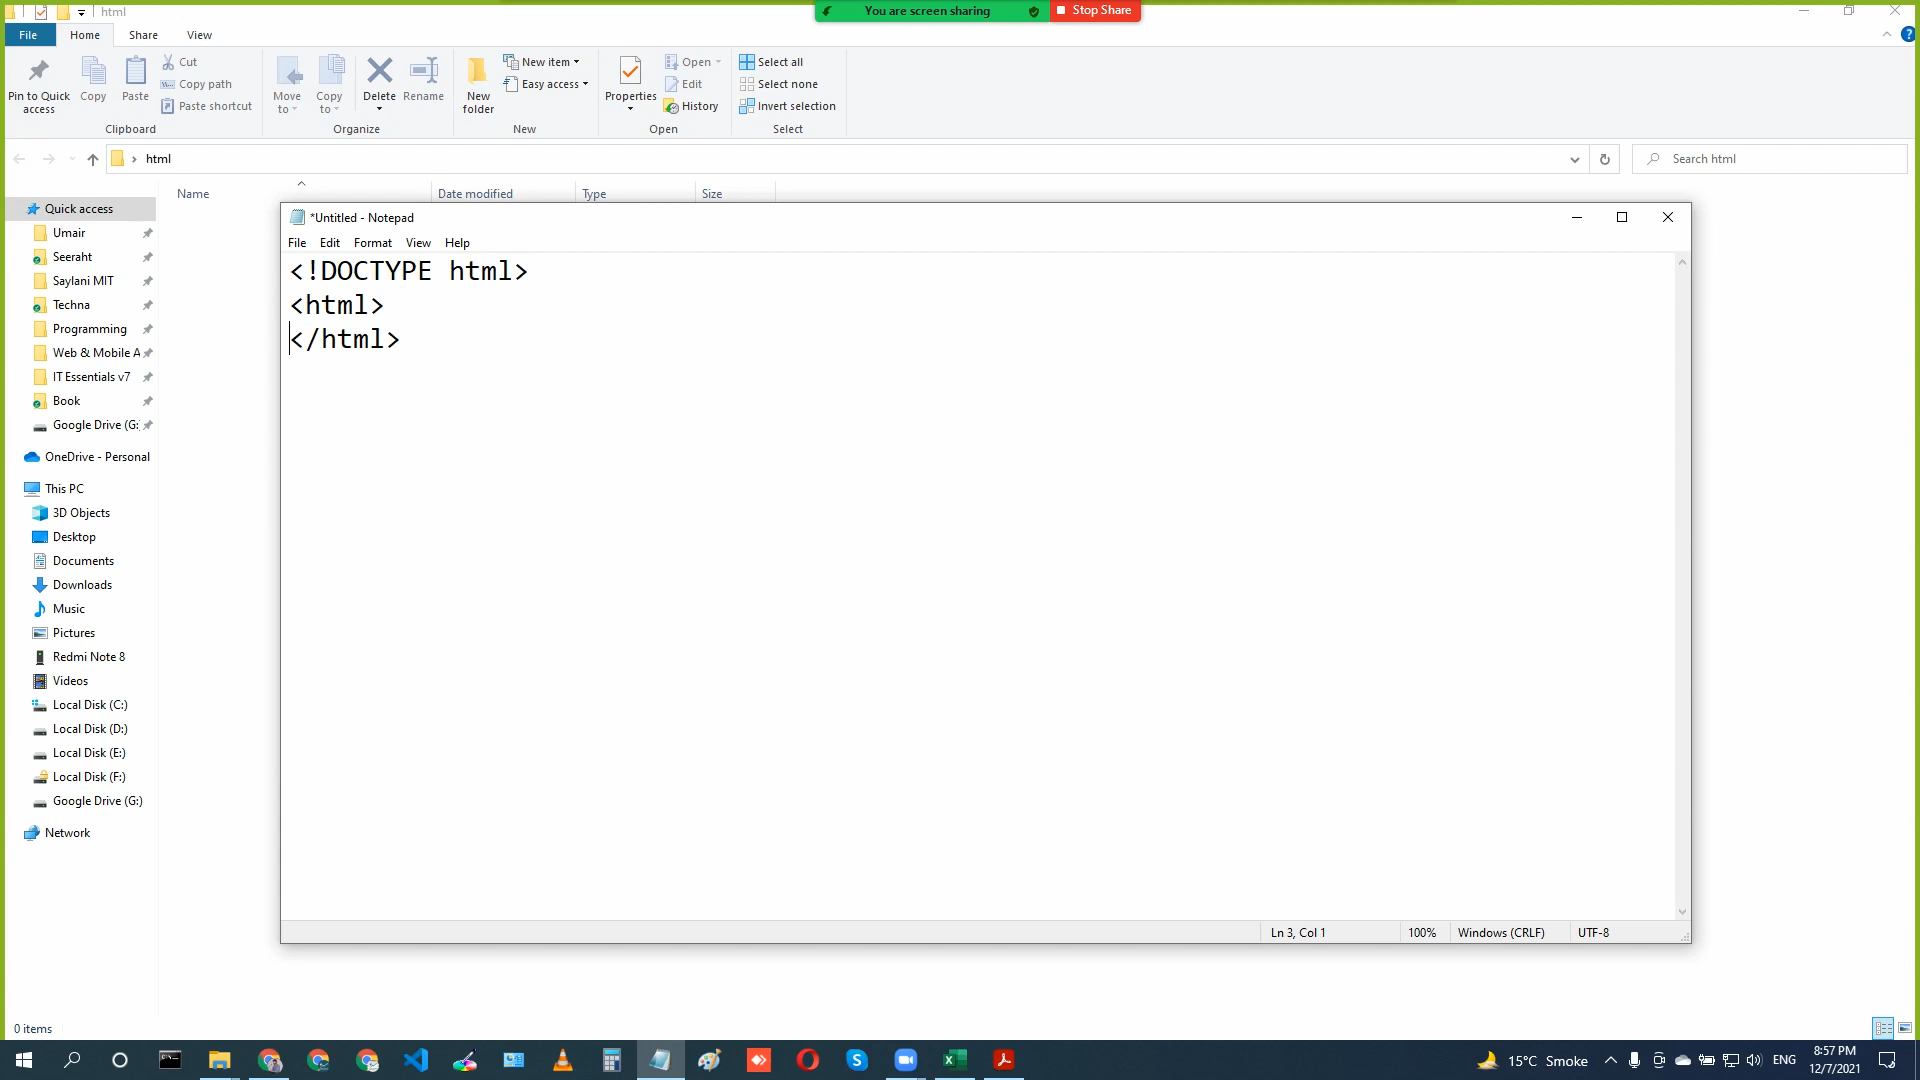 html
You are screen sharing
Stop Share
File
Home
Share
View
Pin to Quick access
Copy
Paste
Cut
Copy path
Paste shortcut
Clipboard
Move to
Copy to
Delete
Rename
Organize
New folder
New item
Easy access
New
Properties
Open
Edit
History
Open
Select all
Select none
Invert selection
Select
html
Search html
Name
Date modified
Type
Size
Quick access
Umair
Seeraht
Saylani MIT
Techna
Programming
Web & Mobile A
IT Essentials v7
Book
Google Drive (G:
OneDrive - Personal
This PC
3D Objects
Desktop
Documents
Downloads
Music
Pictures
Redmi Note 8
Videos
Local Disk (C:)
Local Disk (D:)
Local Disk (E:)
Local Disk (F:)
Google Drive (G:)
Network
0 items
*Untitled - Notepad
File Edit Format View Help
<!DOCTYPE html>
<html>
</html>
Ln 3, Col 1
100%
Windows (CRLF)
UTF-8
15°C Smoke
ENG
8:57 PM
12/7/2021